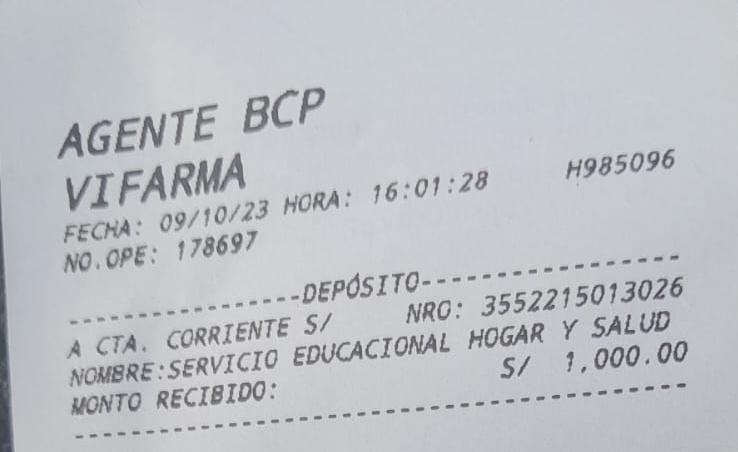 AGENTE BCP
VIFARMA
FECHA: 09/10/23 HORA: 16:01:28 H985096
NO.OPE: 178697
----------------DEPÓSITO------------------
A CTA. CORRIENTE S/ NRO: 3552215013026
NOMBRE:SERVICIO EDUCACIONAL HOGAR Y SALUD
MONTO RECIBIDO: S/ 1,000.00
------------------------------------------